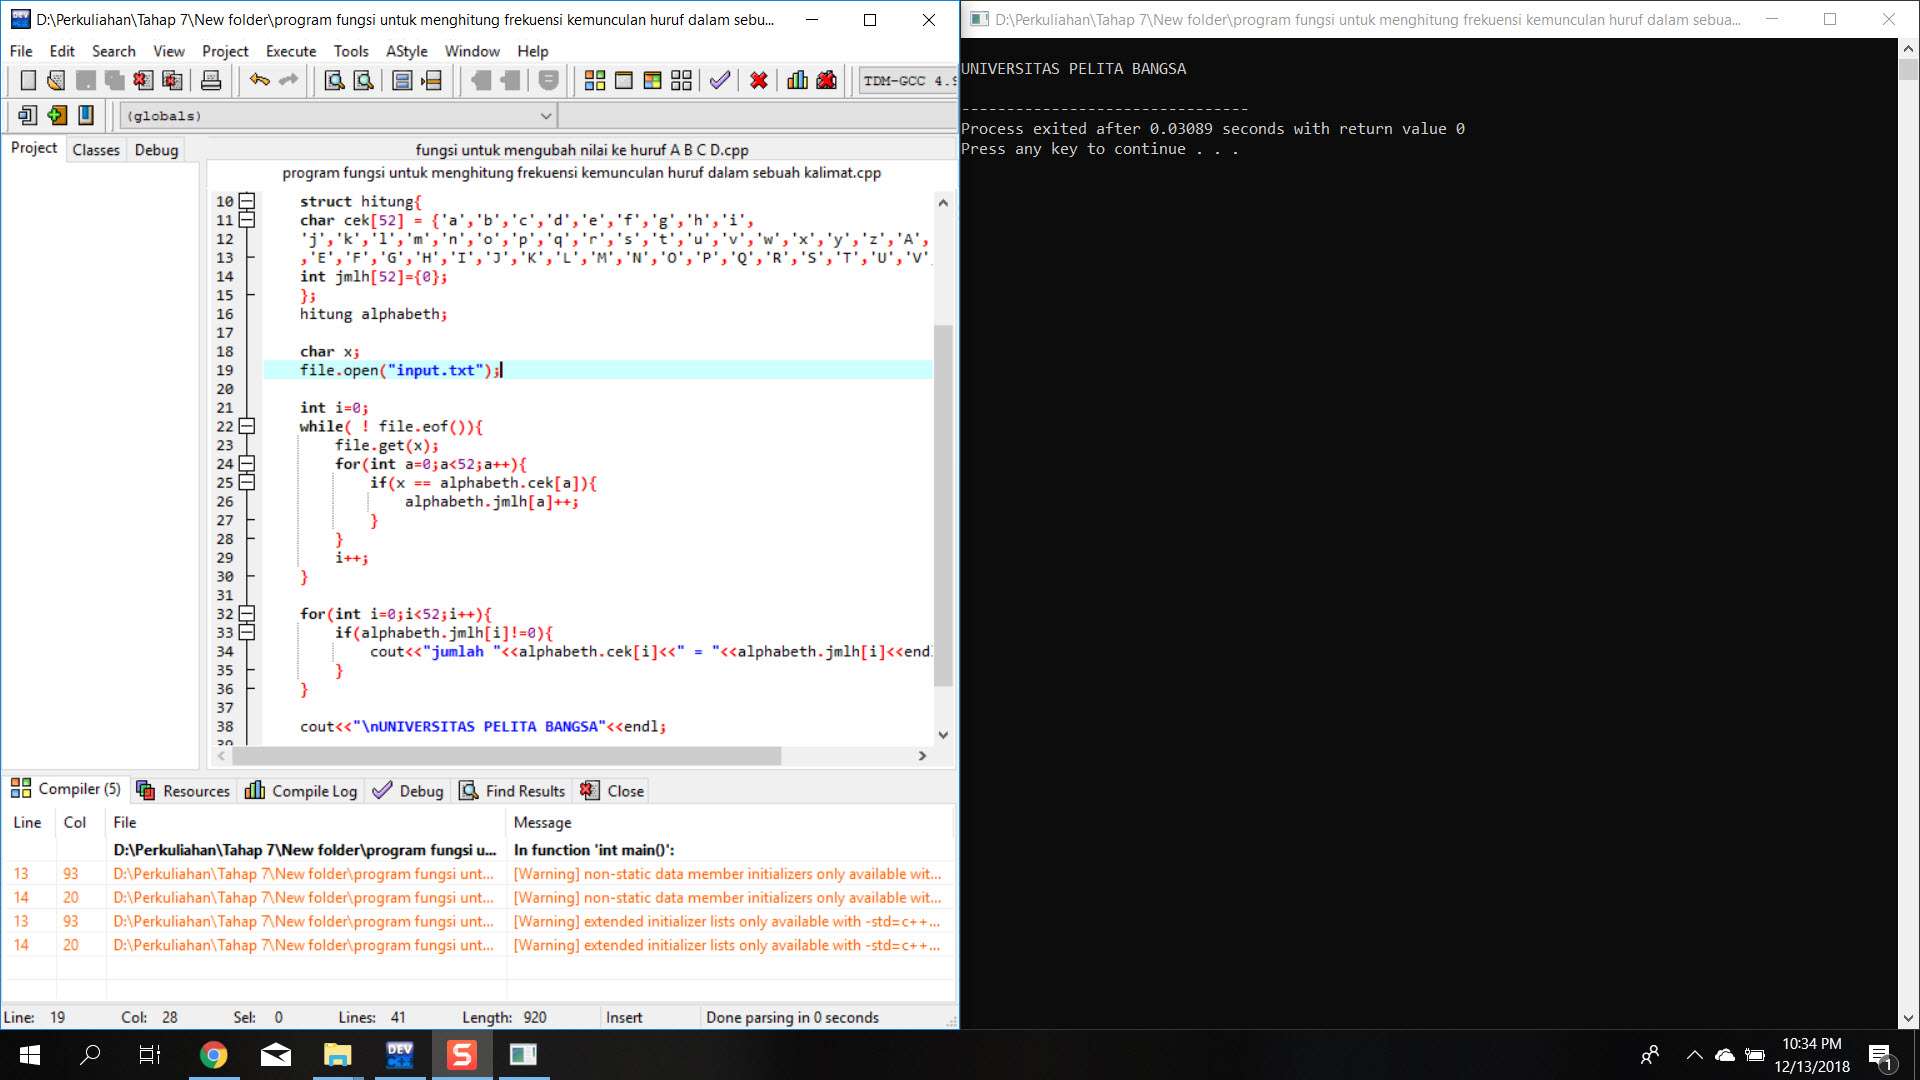 D:\Perkuliahan\Tahap 7\New folder\program fungsi untuk menghitung frekuensi kemunculan huruf dalam sebu...
File Edit Search View Project Execute Tools AStyle Window Help
TDM-GCC 4.9
(globals)
Project Classes Debug
fungsi untuk mengubah nilai ke huruf A B C D.cpp
program fungsi untuk menghitung frekuensi kemunculan huruf dalam sebuah kalimat.cpp
10 struct hitung{
11 char cek[52] = {'a','b','c','d','e','f','g','h','i',
12 'j','k','l','m','n','o','p','q','r','s','t','u','v','w','x','y','z','A',
13 ,'E','F','G','H','I','J','K','L','M','N','O','P','Q','R','S','T','U','V'
14 int jmlh[52]={0};
15 };
16 hitung alphabeth;
17
18 char x;
19 file.open("input.txt");
20
21 int i=0;
22 while( ! file.eof()){
23 file.get(x);
24 for(int a=0;a<52;a++){
25 if(x == alphabeth.cek[a]){
26 alphabeth.jmlh[a]++;
27 }
28 }
29 i++;
30 }
31
32 for(int i=0;i<52;i++){
33 if(alphabeth.jmlh[i]!=0){
34 cout<<"jumlah "<<alphabeth.cek[i]<<" = "<<alphabeth.jmlh[i]<<endl
35 }
36 }
37
38 cout<<"\nUNIVERSITAS PELITA BANGSA"<<endl;
39
Compiler (5) Resources Compile Log Debug Find Results Close
Line Col File Message
D:\Perkuliahan\Tahap 7\New folder\program fungsi u... In function 'int main()':
13 93 D:\Perkuliahan\Tahap 7\New folder\program fungsi unt... [Warning] non-static data member initializers only available wit...
14 20 D:\Perkuliahan\Tahap 7\New folder\program fungsi unt... [Warning] non-static data member initializers only available wit...
13 93 D:\Perkuliahan\Tahap 7\New folder\program fungsi unt... [Warning] extended initializer lists only available with -std=c++...
14 20 D:\Perkuliahan\Tahap 7\New folder\program fungsi unt... [Warning] extended initializer lists only available with -std=c++...
Line: 19 Col: 28 Sel: 0 Lines: 41 Length: 920 Insert Done parsing in 0 seconds
D:\Perkuliahan\Tahap 7\New folder\program fungsi untuk menghitung frekuensi kemunculan huruf dalam sebua...
UNIVERSITAS PELITA BANGSA
--------------------------------
Process exited after 0.03089 seconds with return value 0
Press any key to continue . . .
DEV C++
S
10:34 PM
12/13/2018
1